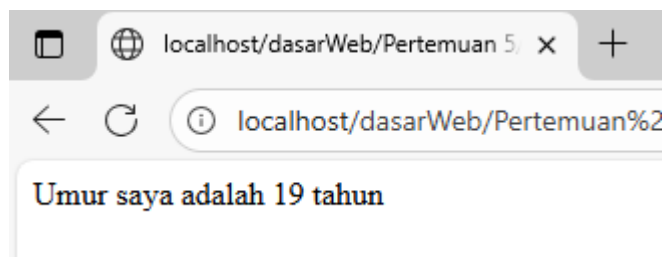 localhost/dasarWeb/Pertemuan 5/
localhost/dasarWeb/Pertemuan%2
Umur saya adalah 19 tahun